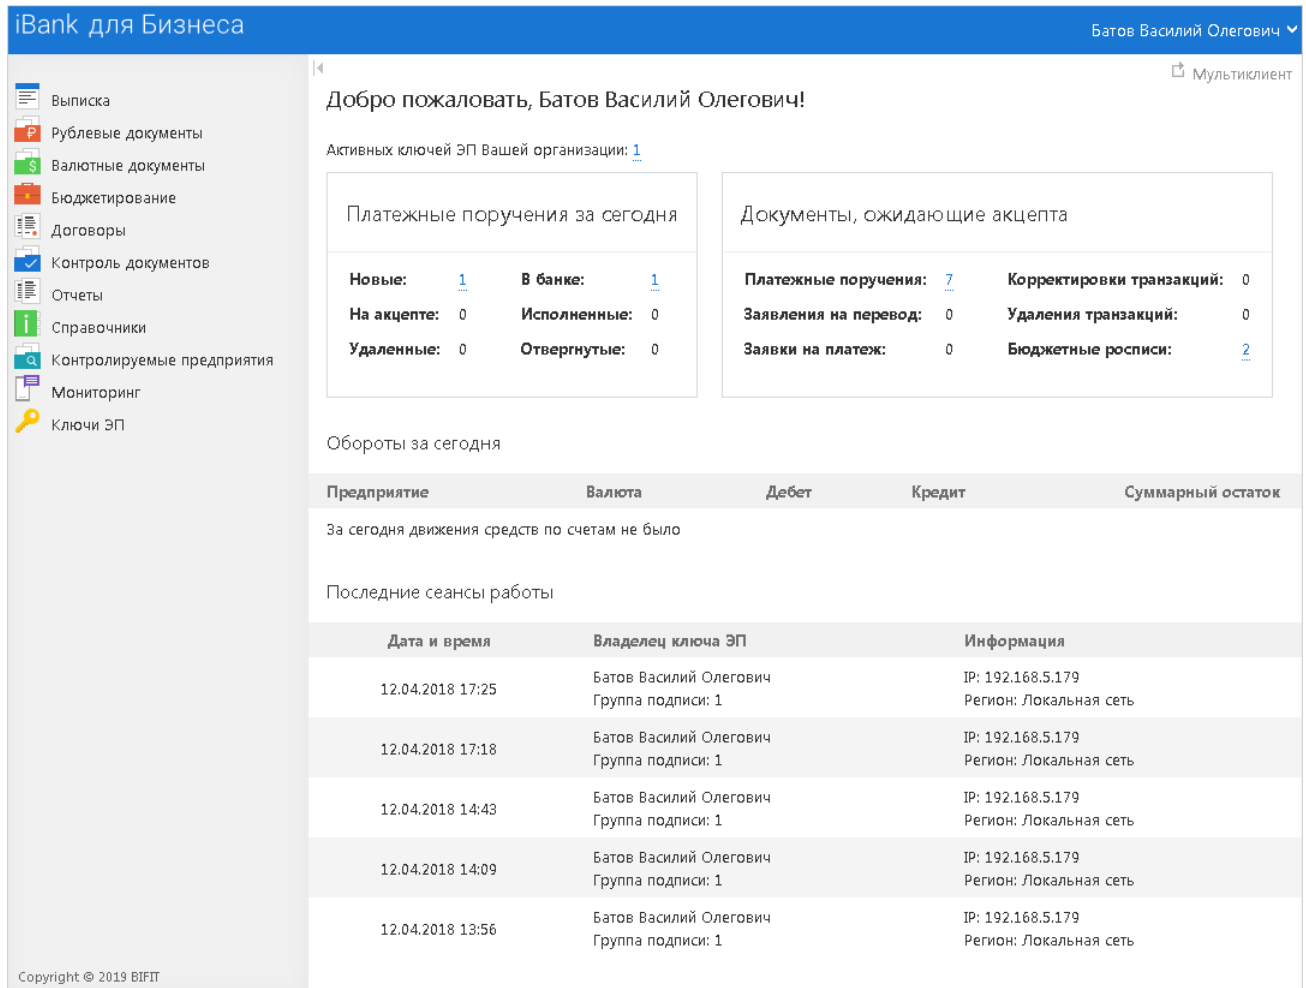 iBank для Бизнеса
Батов Василий Олегович
Мультиклиент
Выписка
Рублевые документы
Валютные документы
Бюджетирование
Договоры
Контроль документов
Отчеты
Справочники
Контролируемые предприятия
Мониторинг
Ключи ЭП
Copyright © 2019 BIFIT
Добро пожаловать, Батов Василий Олегович!
Активных ключей ЭП Вашей организации: 1
Платежные поручения за сегодня
Новые: 1 В банке: 1
На акцепте: 0 Исполненные: 0
Удаленные: 0 Отвергнутые: 0
Документы, ожидающие акцепта
Платежные поручения: 7 Корректировки транзакций: 0
Заявления на перевод: 0 Удаления транзакций: 0
Заявки на платеж: 0 Бюджетные росписи: 2
Обороты за сегодня
Предприятие Валюта Дебет Кредит Суммарный остаток
За сегодня движения средств по счетам не было
Последние сеансы работы
Дата и время Владелец ключа ЭП Информация
12.04.2018 17:25 Батов Василий Олегович IP: 192.168.5.179
Группа подписи: 1 Регион: Локальная сеть
12.04.2018 17:18 Батов Василий Олегович IP: 192.168.5.179
Группа подписи: 1 Регион: Локальная сеть
12.04.2018 14:43 Батов Василий Олегович IP: 192.168.5.179
Группа подписи: 1 Регион: Локальная сеть
12.04.2018 14:09 Батов Василий Олегович IP: 192.168.5.179
Группа подписи: 1 Регион: Локальная сеть
12.04.2018 13:56 Батов Василий Олегович IP: 192.168.5.179
Группа подписи: 1 Регион: Локальная сеть